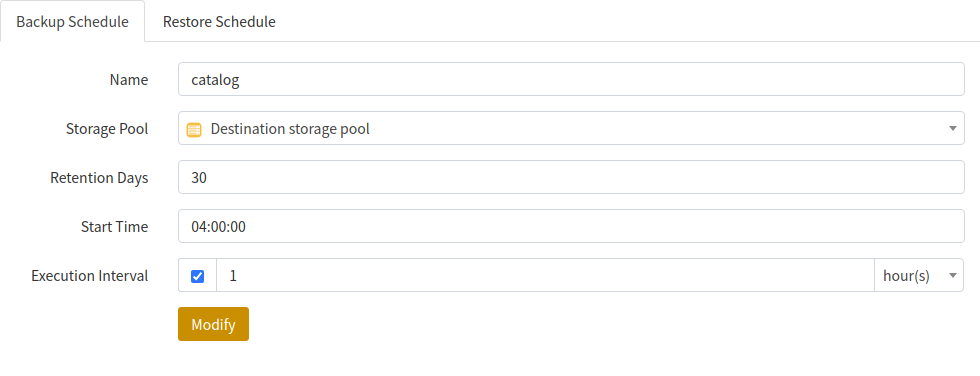 Backup Schedule Restore Schedule
Name catalog
Storage Pool Destination storage pool
Retention Days 30
Start Time 04:00:00
Execution Interval 1 hour(s)
Modify